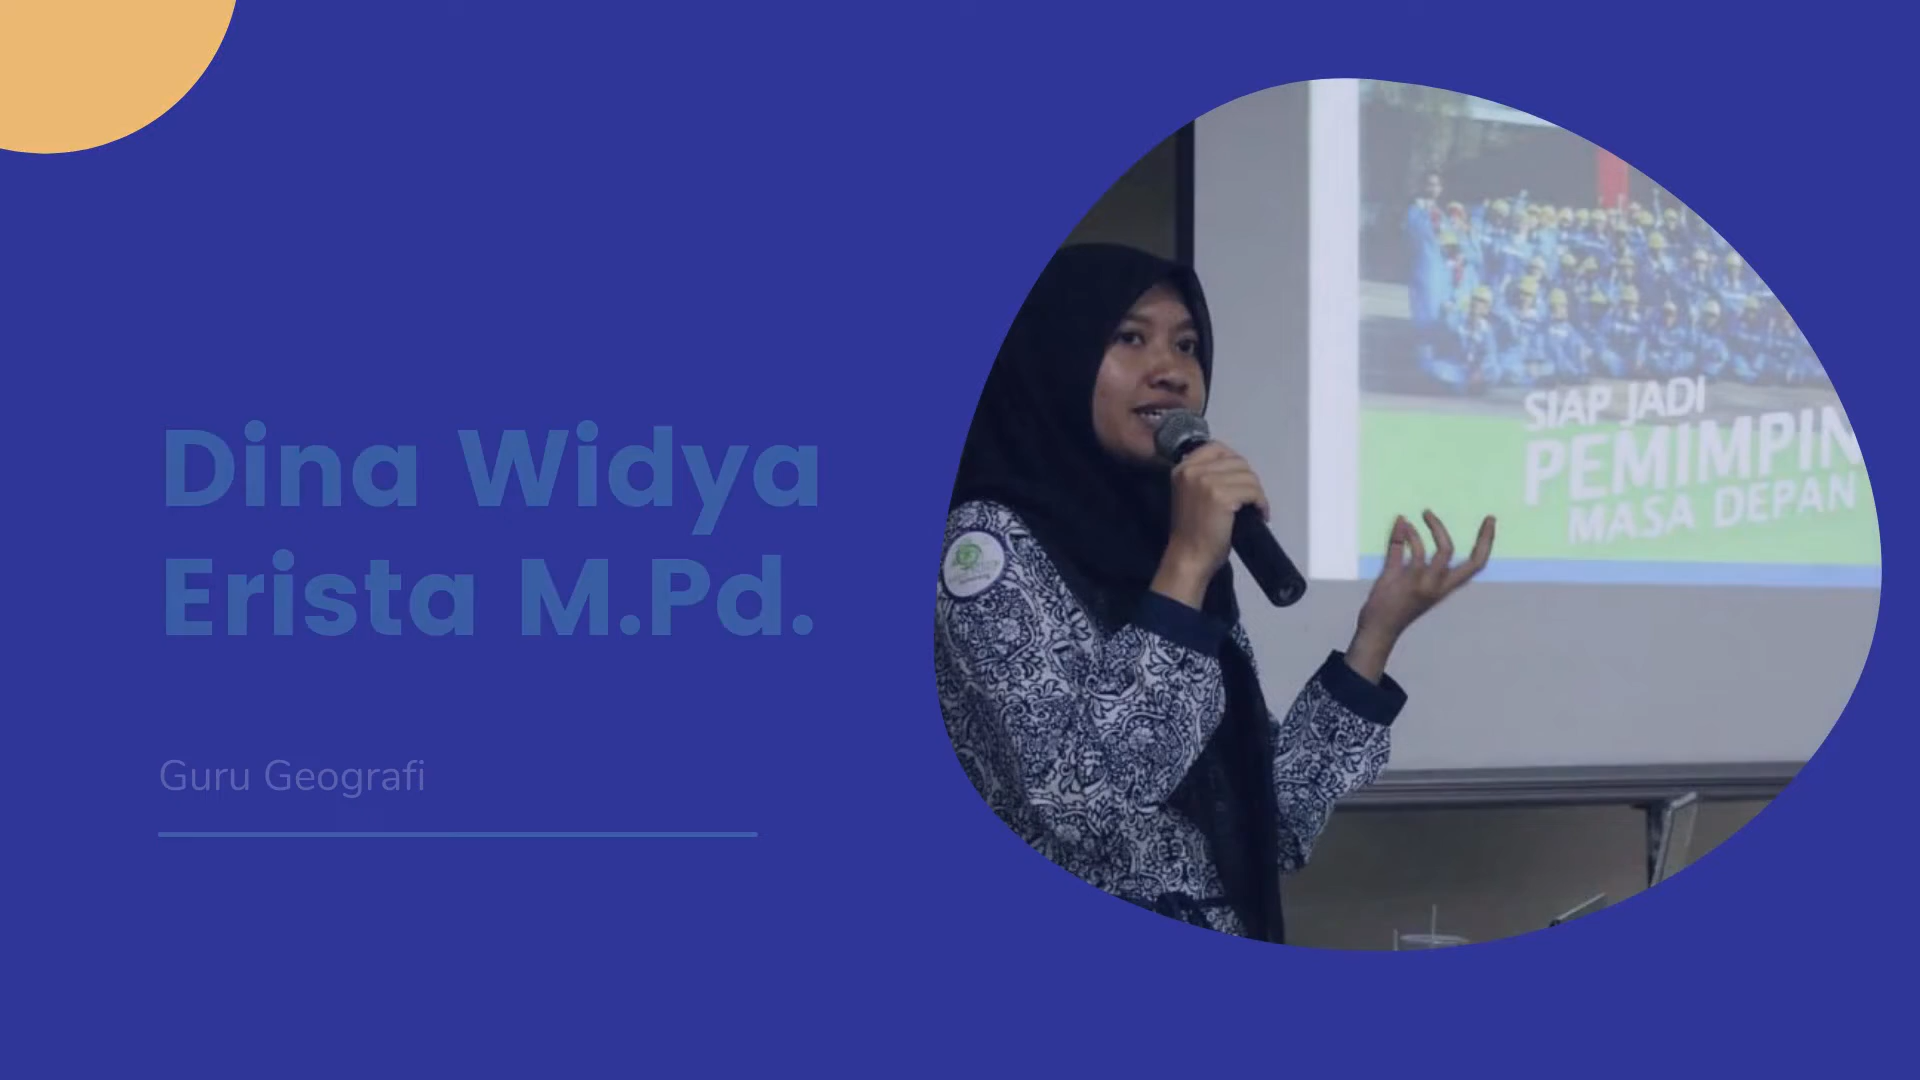 Dina Widya
Erista M.Pd.
Guru Geografi
SIAP JADI
PEMIMPIN
MASA DEPAN